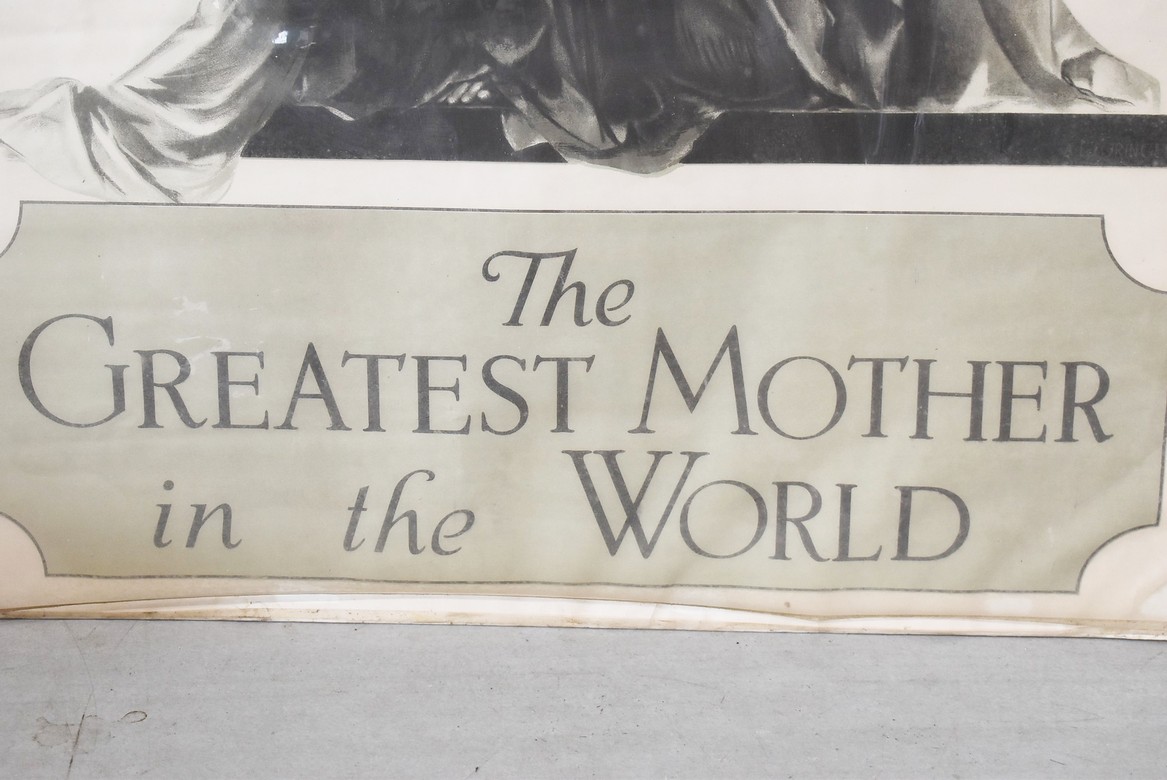 The
GREATEST MOTHER
in the WORLD